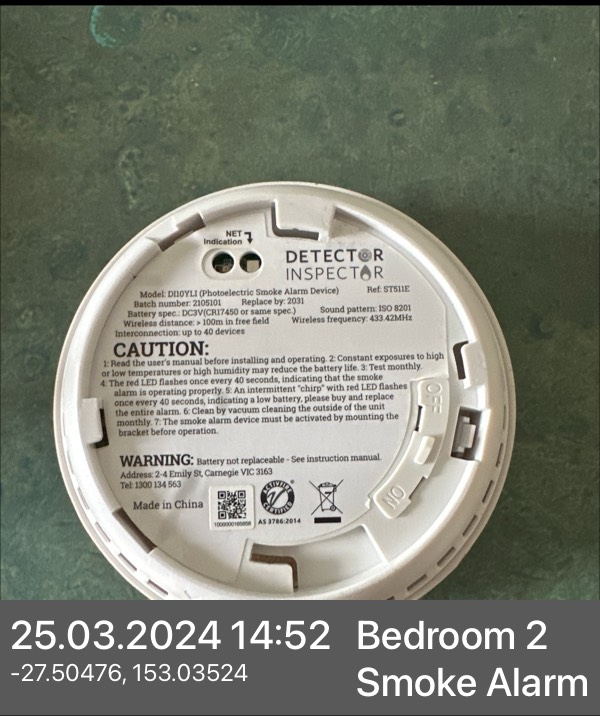 NET
Indication
DETECTOR
INSPECTOR
Model: DI10YLI (Photoelectric Smoke Alarm Device) Ref: ST511E
Batch number: 2105101 Replace by: 2031
Battery spec.: DC3V(CR17450 or same spec.) Sound pattern: ISO 8201
Wireless distance: >100m in free field Wireless frequency: 433.42MHz
Interconnection: up to 40 devices
CAUTION:
1: Read the user's manual before installing and operating. 2: Constant exposures to high
or low temperatures or high humidity may reduce the battery life. 3: Test monthly.
4: The red LED flashes once every 40 seconds, indicating that the smoke
alarm is operating properly. 5: An intermittent "chirp" with red LED flashes
once every 40 seconds, indicating a low battery, please buy and replace
the entire alarm. 6: Clean by vacuum cleaning the outside of the unit
monthly. 7: The smoke alarm device must be activated by mounting the
bracket before operation.
OFF
ON
WARNING: Battery not replaceable - See instruction manual.
Address: 2-4 Emily St, Carnegie VIC 3163
Tel: 1300 134 563
Made in China
AS 3786:2014
25.03.2024 14:52
-27.50476, 153.03524
Bedroom 2
Smoke Alarm